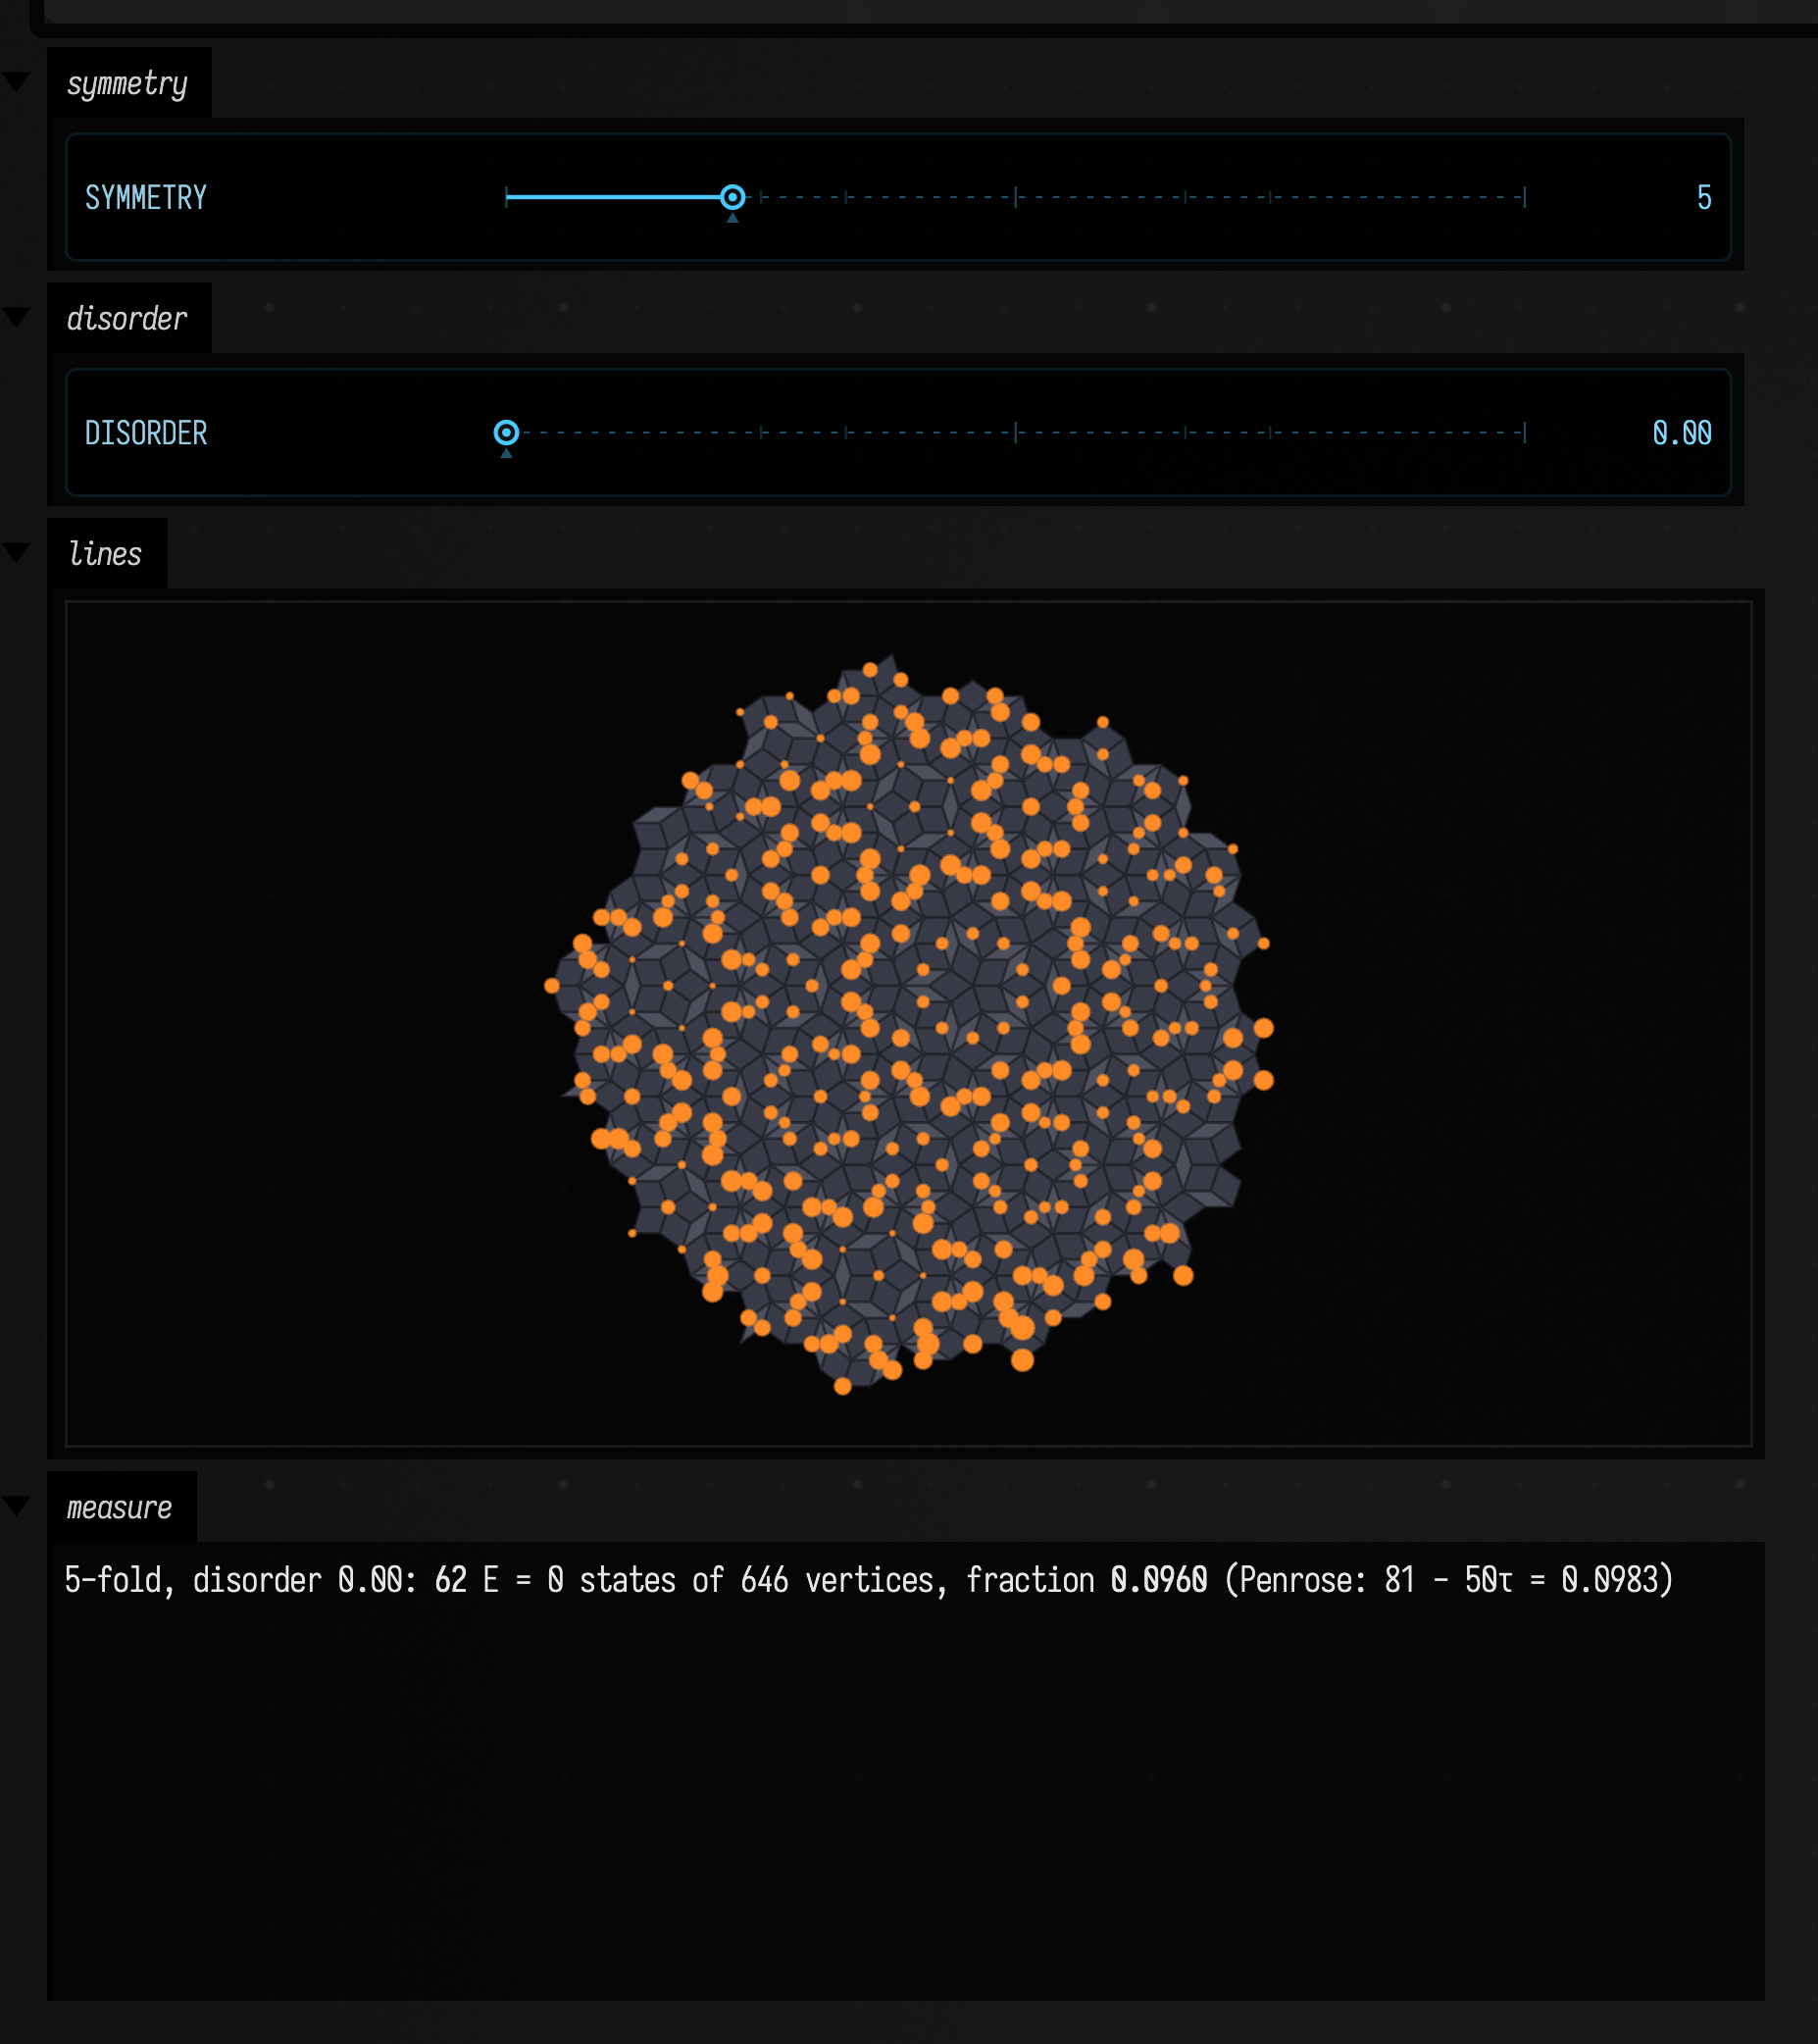 symmetry
SYMMETRY 5
disorder
DISORDER 0.00
lines
measure
5-fold, disorder 0.00: 62 E = 0 states of 646 vertices, fraction 0.0960 (Penrose: 81 - 50τ = 0.0983)